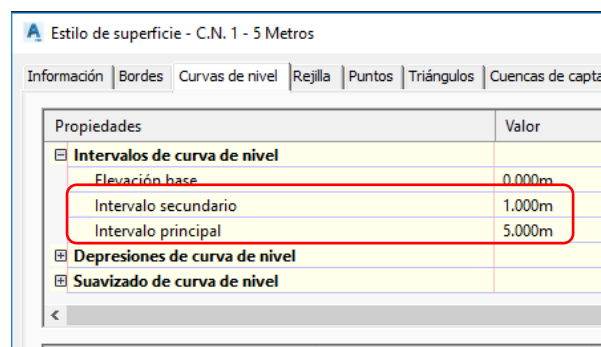 Estilo de superficie - C.N. 1 - 5 Metros
Información Bordes Curvas de nivel Rejilla Puntos Triángulos Cuencas de capta
Propiedades Valor
Intervalos de curva de nivel
Elevación base 0.000m
Intervalo secundario 1.000m
Intervalo principal 5.000m
Depresiones de curva de nivel
Suavizado de curva de nivel